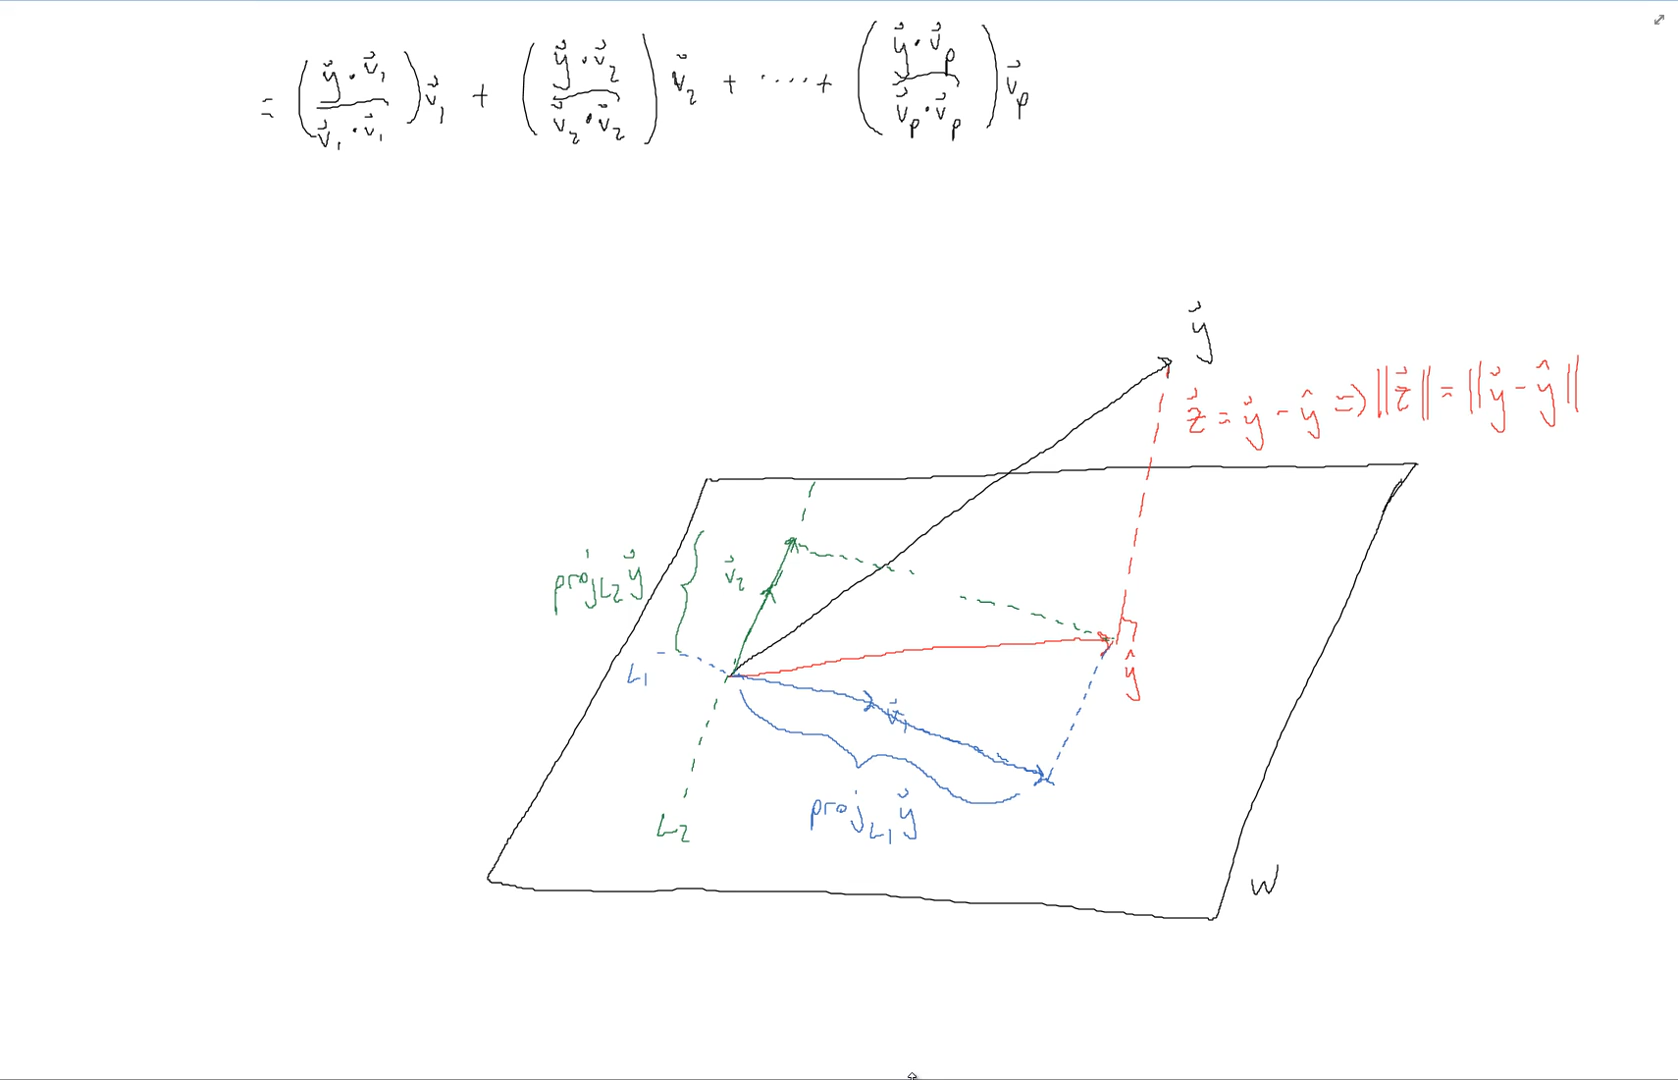 = (y⃗·v⃗₁ / v⃗₁·v⃗₁) v⃗₁ + (y⃗·v⃗₂ / v⃗₂·v⃗₂) v⃗₂ + ····· + (y⃗·v⃗ₚ / v⃗ₚ·v⃗ₚ) v⃗ₚ
y⃗
z⃗ = y⃗ - ŷ ⇒ ||z⃗|| = ||y⃗ - ŷ||
proj_L₂ y⃗
v⃗₂
L₁
ŷ
v⃗₁
proj_L₁ y⃗
L₂
W